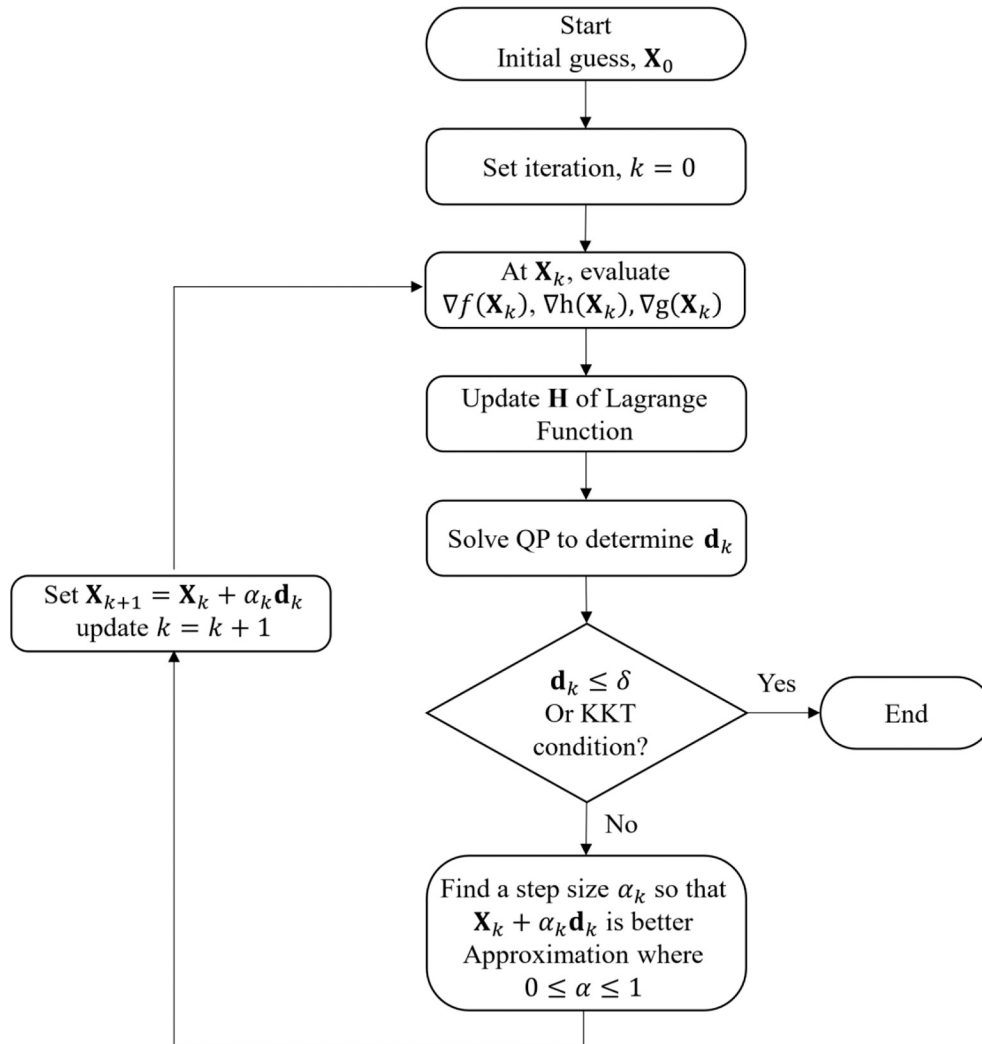 Start
Initial guess, 𝐗₀
Set iteration, 𝑘 = 0
At 𝐗ₖ, evaluate
∇𝑓(𝐗ₖ), ∇h(𝐗ₖ), ∇g(𝐗ₖ)
Update 𝐇 of Lagrange
Function
Solve QP to determine 𝐝ₖ
Set 𝐗ₖ₊₁ = 𝐗ₖ + 𝛼ₖ𝐝ₖ
update 𝑘 = 𝑘 + 1
𝐝ₖ ≤ 𝛿
Or KKT
condition?
Yes
End
No
Find a step size 𝛼ₖ so that
𝐗ₖ + 𝛼ₖ𝐝ₖ is better
Approximation where
0 ≤ 𝛼 ≤ 1